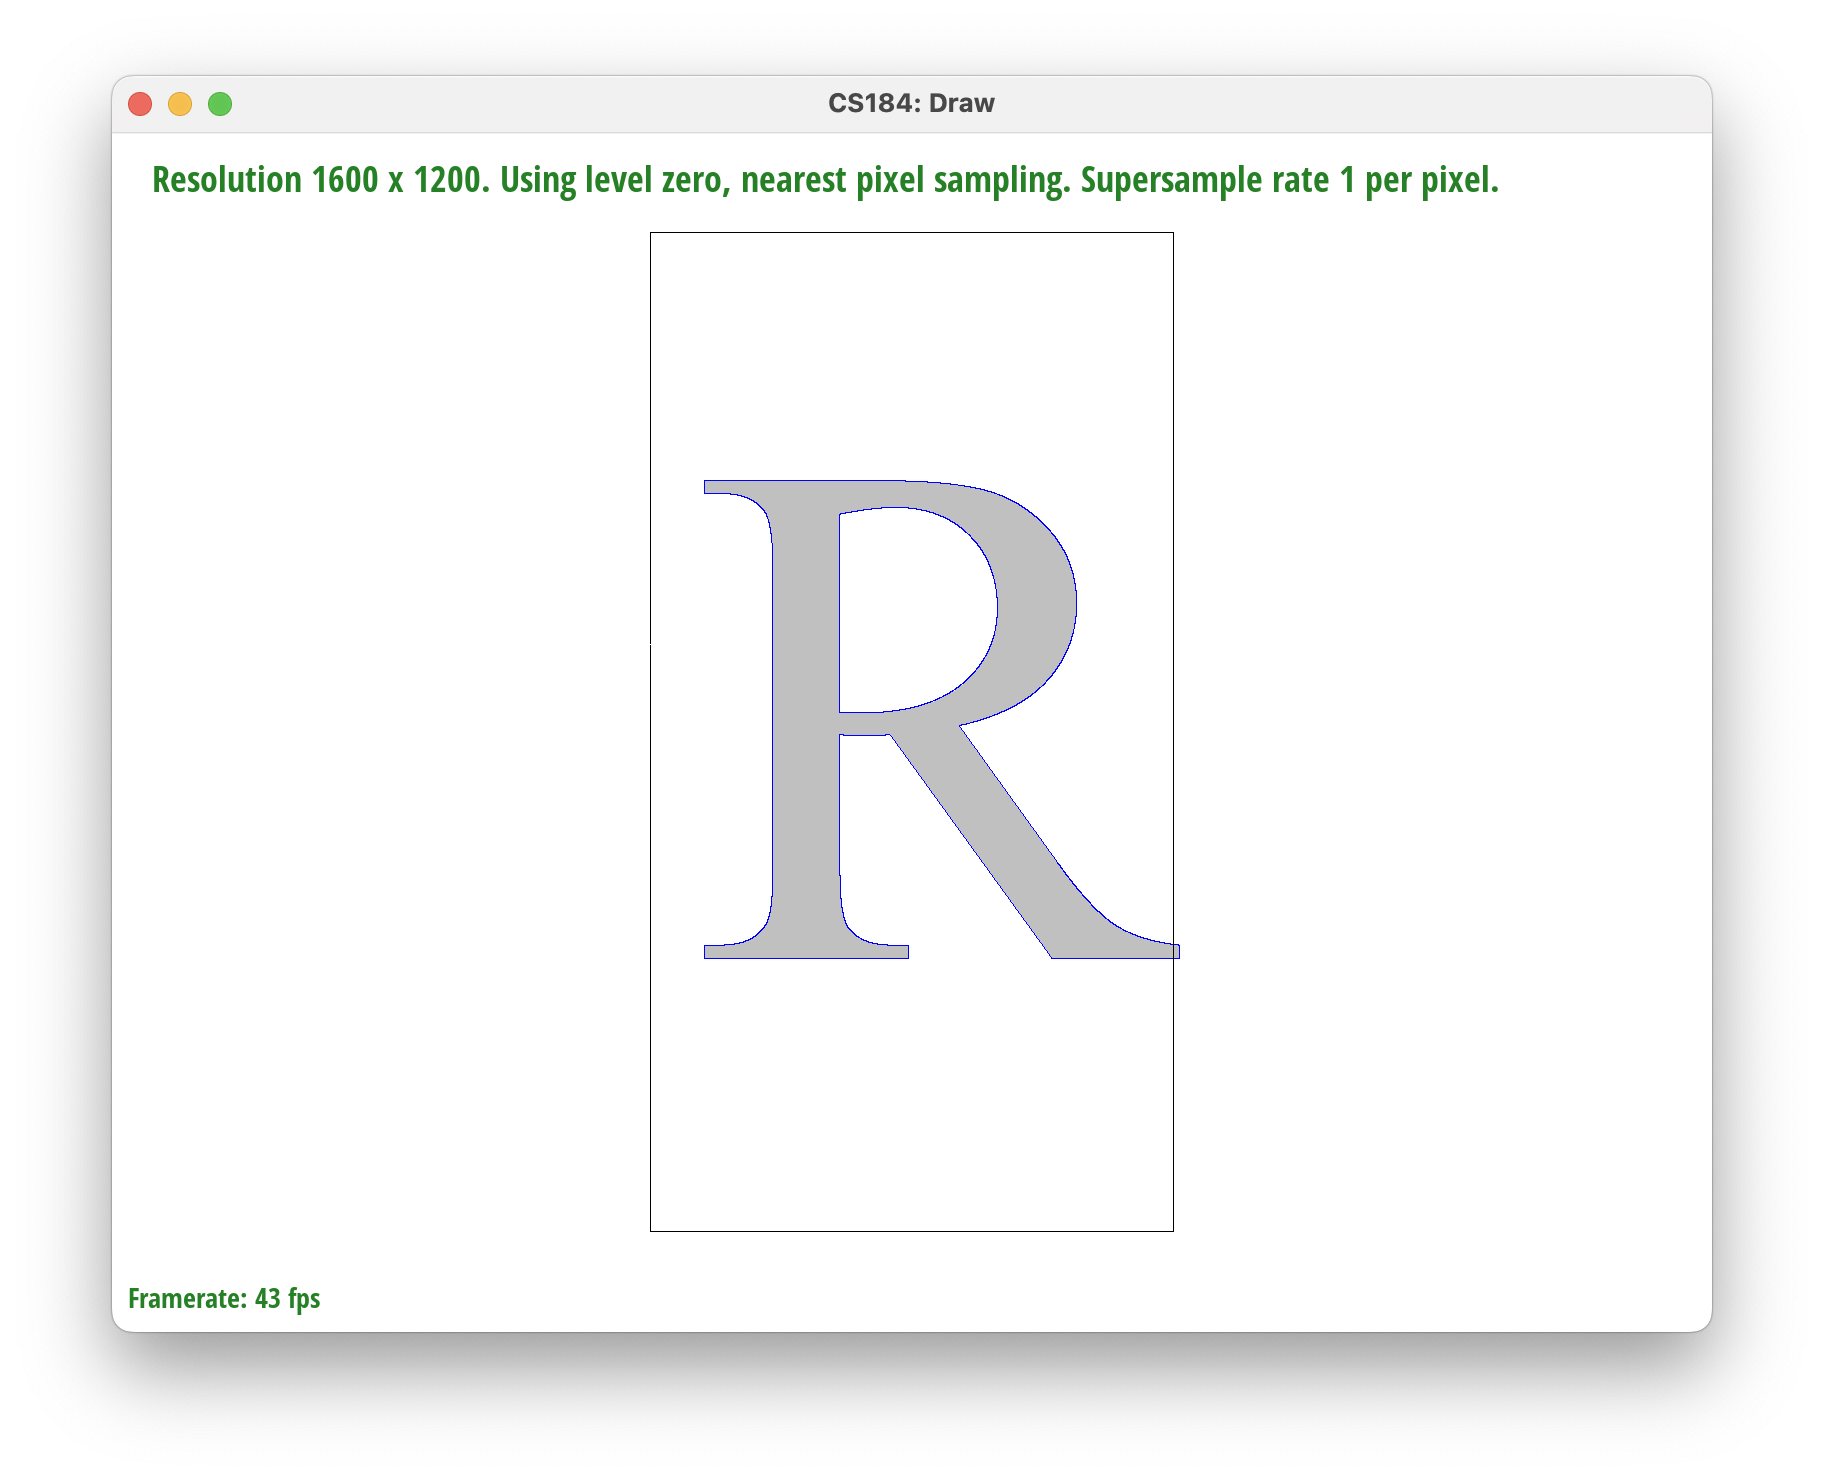 CS184: Draw
Resolution 1600 x 1200. Using level zero, nearest pixel sampling. Supersample rate 1 per pixel.
R
Framerate: 43 fps